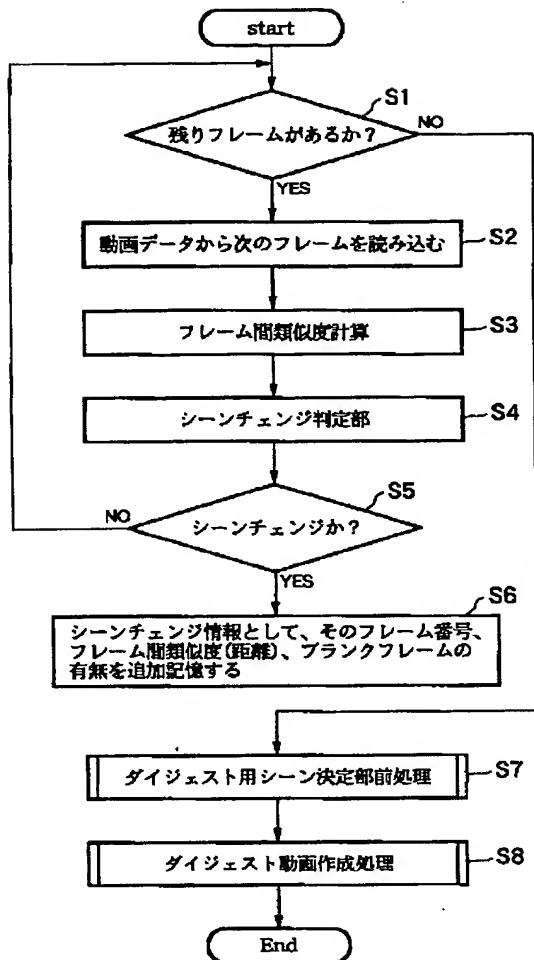 start
S1
残りフレームがあるか？
NO
YES
動画データから次のフレームを読み込む
S2
フレーム間類似度計算
S3
シーンチェンジ判定部
S4
S5
NO
シーンチェンジか？
YES
S6
シーンチェンジ情報として、そのフレーム番号、
フレーム間類似度(距離)、ブランクフレームの
有無を追加記憶する
ダイジェスト用シーン決定部前処理
S7
ダイジェスト動画作成処理
S8
End